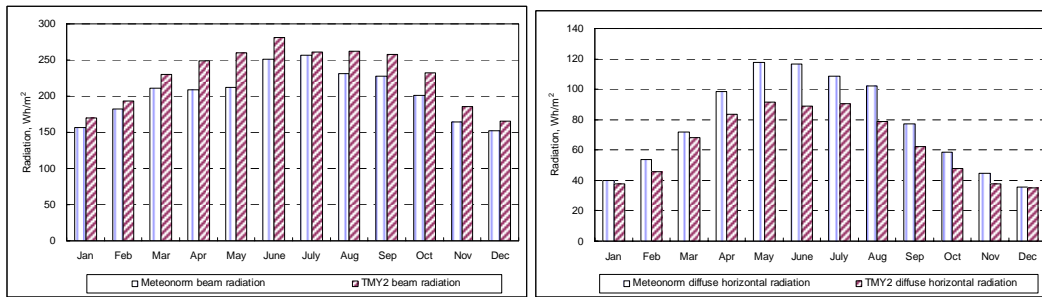 300
250
200
150
100
50
0
Radiation, Wh/m²
Jan Feb Mar Apr May June July Aug Sep Oct Nov Dec
Meteonorm beam radiation TMY2 beam radiation
140
120
100
80
60
40
20
0
Radiation, Wh/m²
Jan Feb Mar Apr May June July Aug Sep Oct Nov Dec
Meteonorm diffuse horizontal radiation TMY2 diffuse horizontal radiation